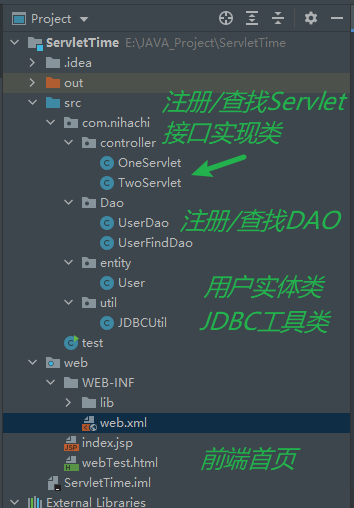 Project
ServletTime E:\JAVA_Project\ServletTime
.idea
out
src
注册/查找Servlet
接口实现类
com.nihachi
controller
OneServlet
TwoServlet
Dao
UserDao
注册/查找DAO
UserFindDao
entity
User
用户实体类
util
JDBCUtil
JDBC工具类
test
web
WEB-INF
lib
web.xml
index.jsp
webTest.html
前端首页
ServletTime.iml
External Libraries